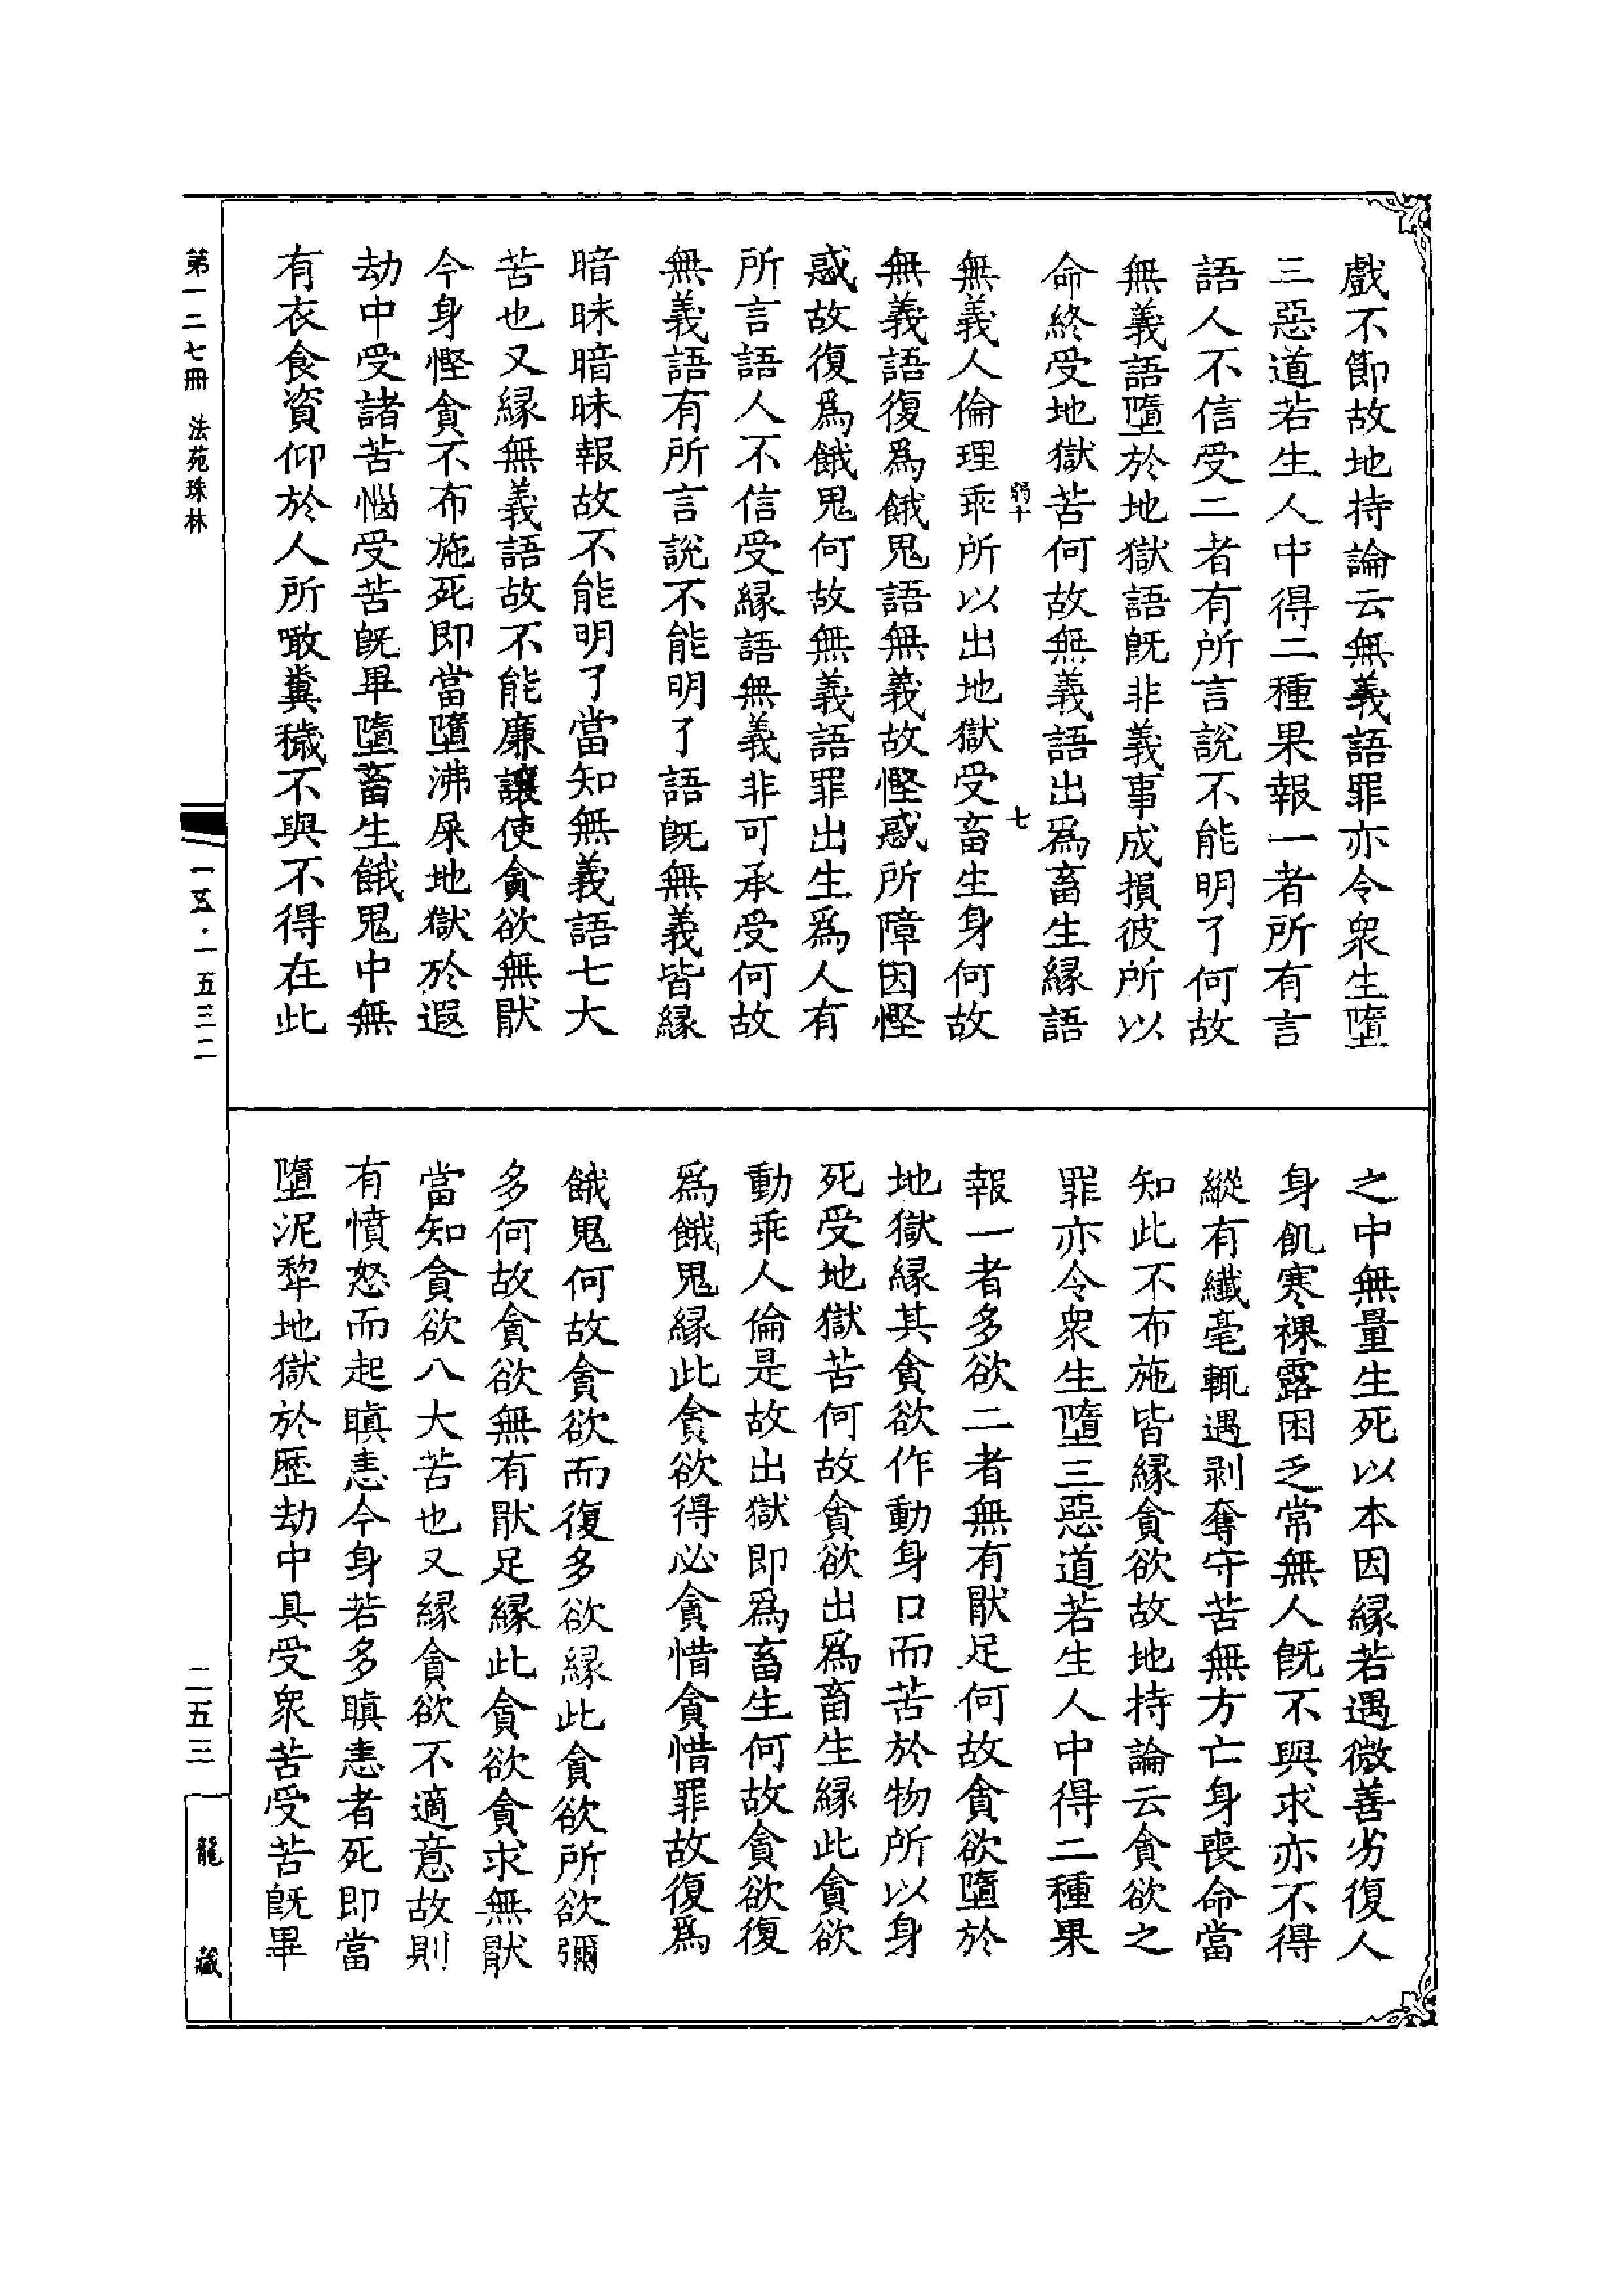 戲不節故地持論云無義語罪亦令衆生墮
三惡道若生人中得二種果報一者所有言
語人不信受二者有所言說不能明了何故
無義語墮於地獄語旣非義事成損彼所以
命終受地獄苦何故無義語出爲畜生緣語
弱十 七
無義人倫理乖所以出地獄受畜生身何故
無義語復爲餓鬼語無義故慳惑所障因慳
惑故復爲餓鬼何故無義語罪出生爲人有
所言語人不信受緣語無義非可承受何故
無義語有所言說不能明了語旣無義皆緣
暗昧暗昧報故不能明了當知無義語七大
苦也又緣無義語故不能廉讓使貪欲無猒
今身慳貪不布施死即當墮沸屎地獄於遐
劫中受諸苦惱受苦旣畢墮畜生餓鬼中無
有衣食資仰於人所噉糞穢不與不得在此
之中無量生死以本因緣若遇微善劣復人
身飢寒裸露困乏常無人旣不與求亦不得
縱有纖毫輒遇剥奪守苦無方亡身喪命當
知此不布施皆緣貪欲故地持論云貪欲之
罪亦令衆生墮三惡道若生人中得二種果
報一者多欲二者無有猒足何故貪欲墮於
地獄緣其貪欲作動身口而苦於物所以身
死受地獄苦何故貪欲出爲畜生緣此貪欲
動乖人倫是故出獄即爲畜生何故貪欲復
爲餓鬼緣此貪欲得必貪惜貪惜罪故復爲
餓鬼何故貪欲而復多欲緣此貪欲所欲彌
多何故貪欲無有猒足緣此貪欲貪求無猒
當知貪欲八大苦也又緣貪欲不適意故則
有憤怒而起瞋恚今身若多瞋恚者死即當
墮泥犂地獄於歷劫中具受衆苦受苦旣畢
第一二七冊 法苑珠林
一五·一五三二
二五三
龍藏